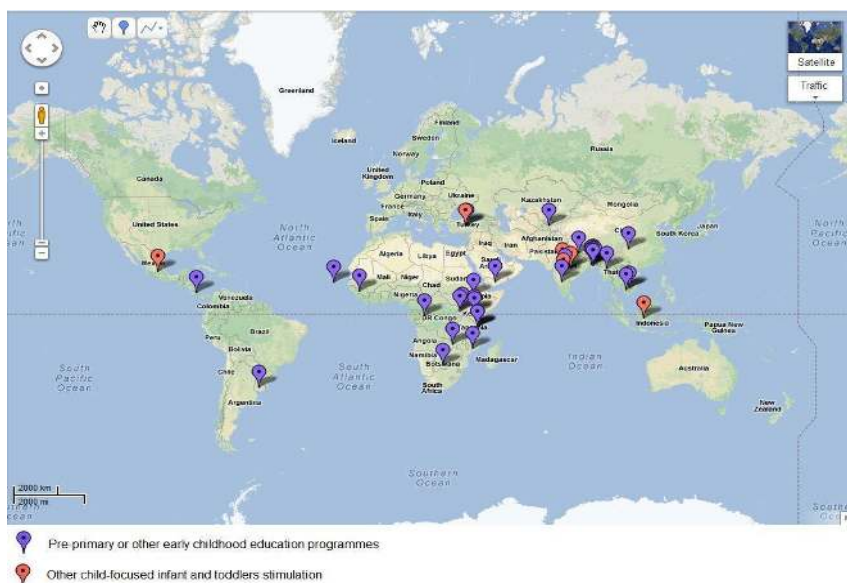 Satellite
Traffic
Greenland
Iceland
Finland
Sweden
Norway
Russia
Canada
United
Kingdom
Poland
Germany
Ukraine
France
Italy
Spain
Kazakhstan
Mongolia
United States
North
Pacific
Ocean
North
Atlantic
Ocean
Turkey
Iraq
Iran
Afghanistan
Pakistan
South Korea
Japan
Algeria
Libya
Egypt
Mali
Niger
Chad
Sudan
Nigeria
Venezuela
Colombia
DR Congo
Indonesia
Papua New
Guinea
Peru
Brazil
Bolivia
Angola
Namibia
Botswana
Madagascar
Indian
Ocean
South
Pacific
Ocean
Chile
South
Atlantic
Ocean
Australia
Argentina
South
Africa
New
Zealand
Southern
Ocean
2000 km
2000 mi
Pre-primary or other early childhood education programmes
Other child-focused infant and toddlers stimulation